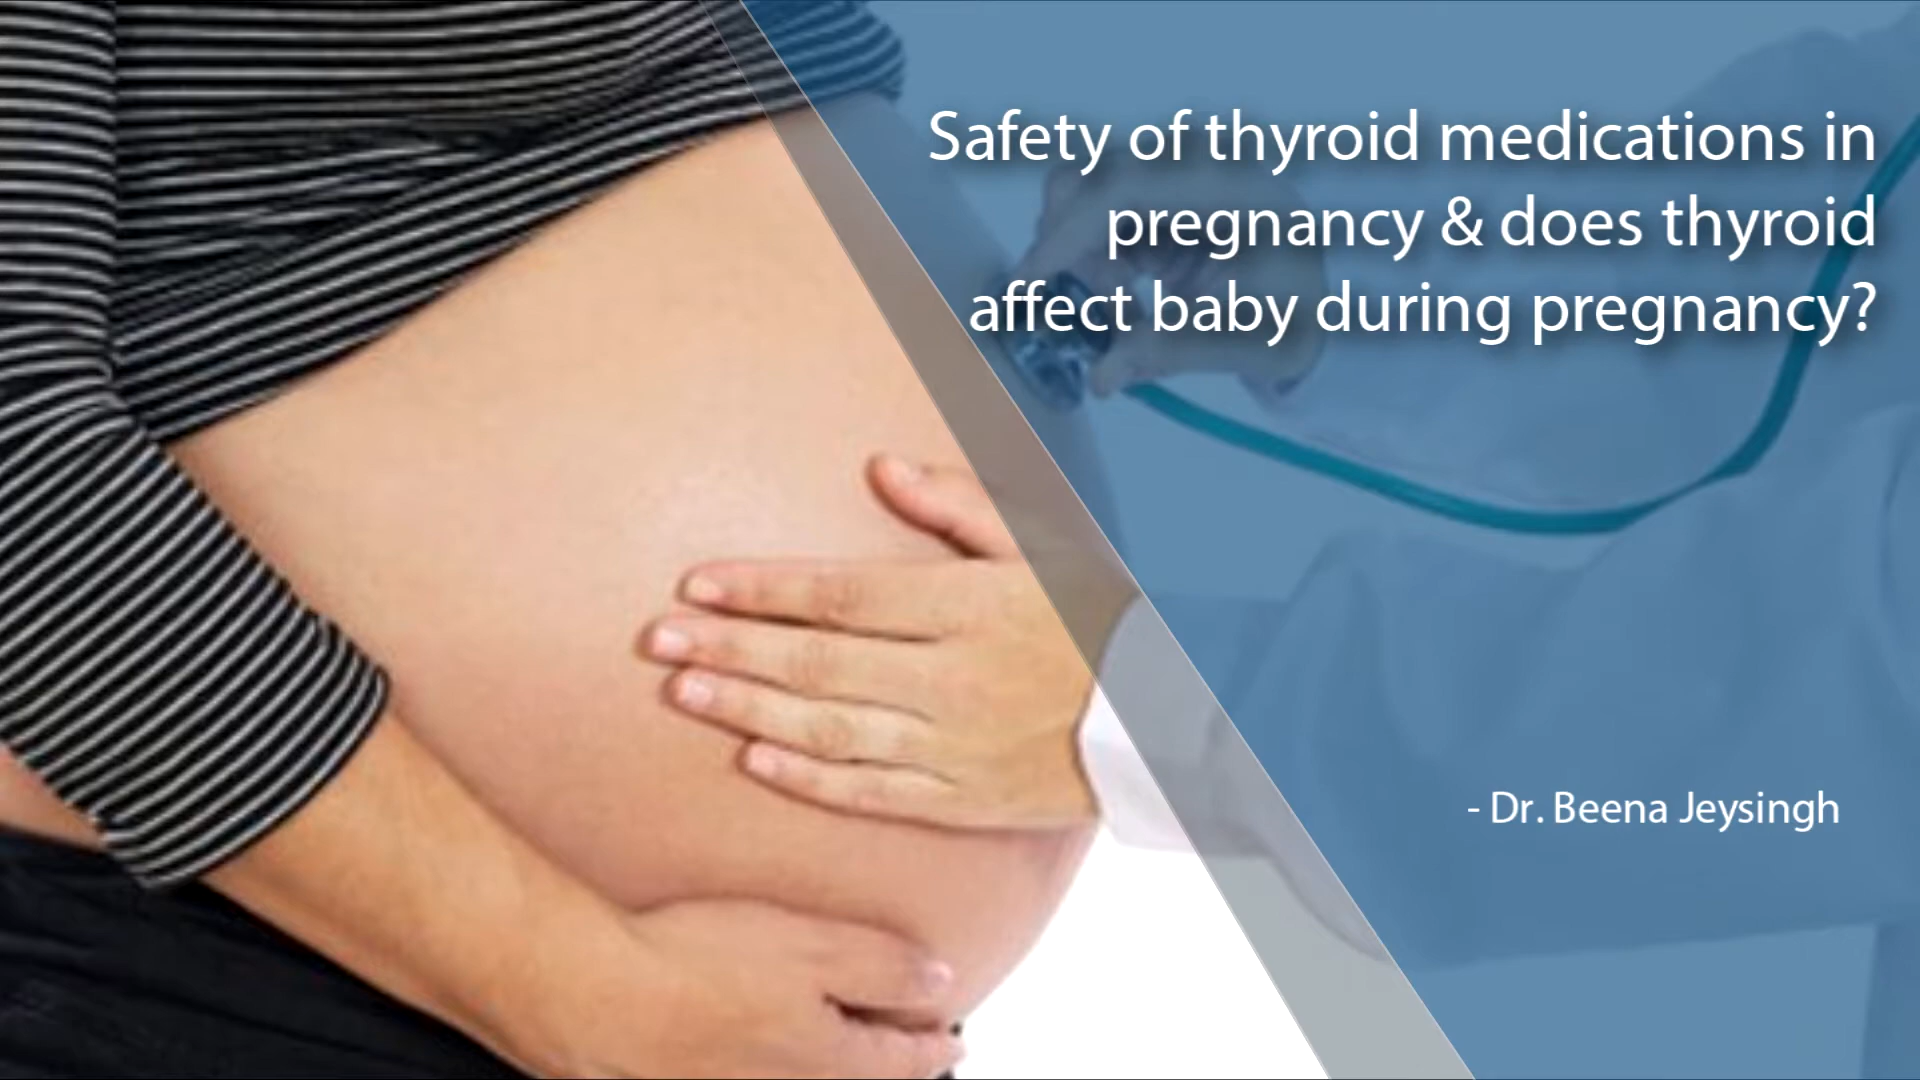 Safety of thyroid medications in
pregnancy & does thyroid
affect baby during pregnancy?
- Dr. Beena Jeysingh